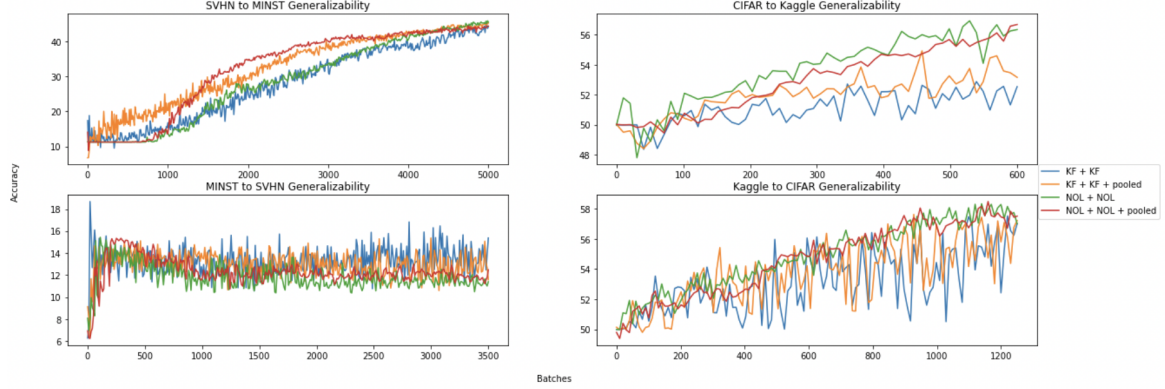 SVHN to MINST Generalizability
40
30
20
10
0 1000 2000 3000 4000 5000
CIFAR to Kaggle Generalizability
56
54
52
50
48
0 100 200 300 400 500 600
Accuracy
MINST to SVHN Generalizability
18
16
14
12
10
8
6
0 500 1000 1500 2000 2500 3000 3500
Kaggle to CIFAR Generalizability
58
56
54
52
50
0 200 400 600 800 1000 1200
KF + KF
KF + KF + pooled
NOL + NOL
NOL + NOL + pooled
Batches